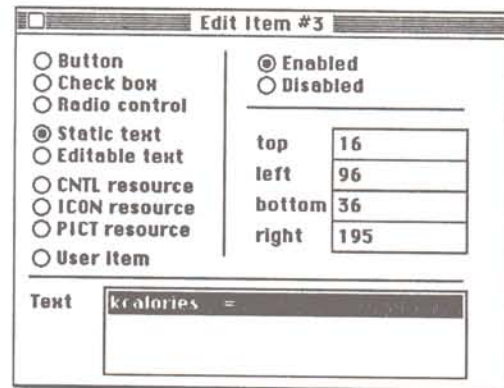 Edit Item #3
Button
Check box
Radio control
Static text
Editable text
CNTL resource
ICON resource
PICT resource
User item
Enabled
Disabled
top 16
left 96
bottom 36
right 195
Text kcalories =